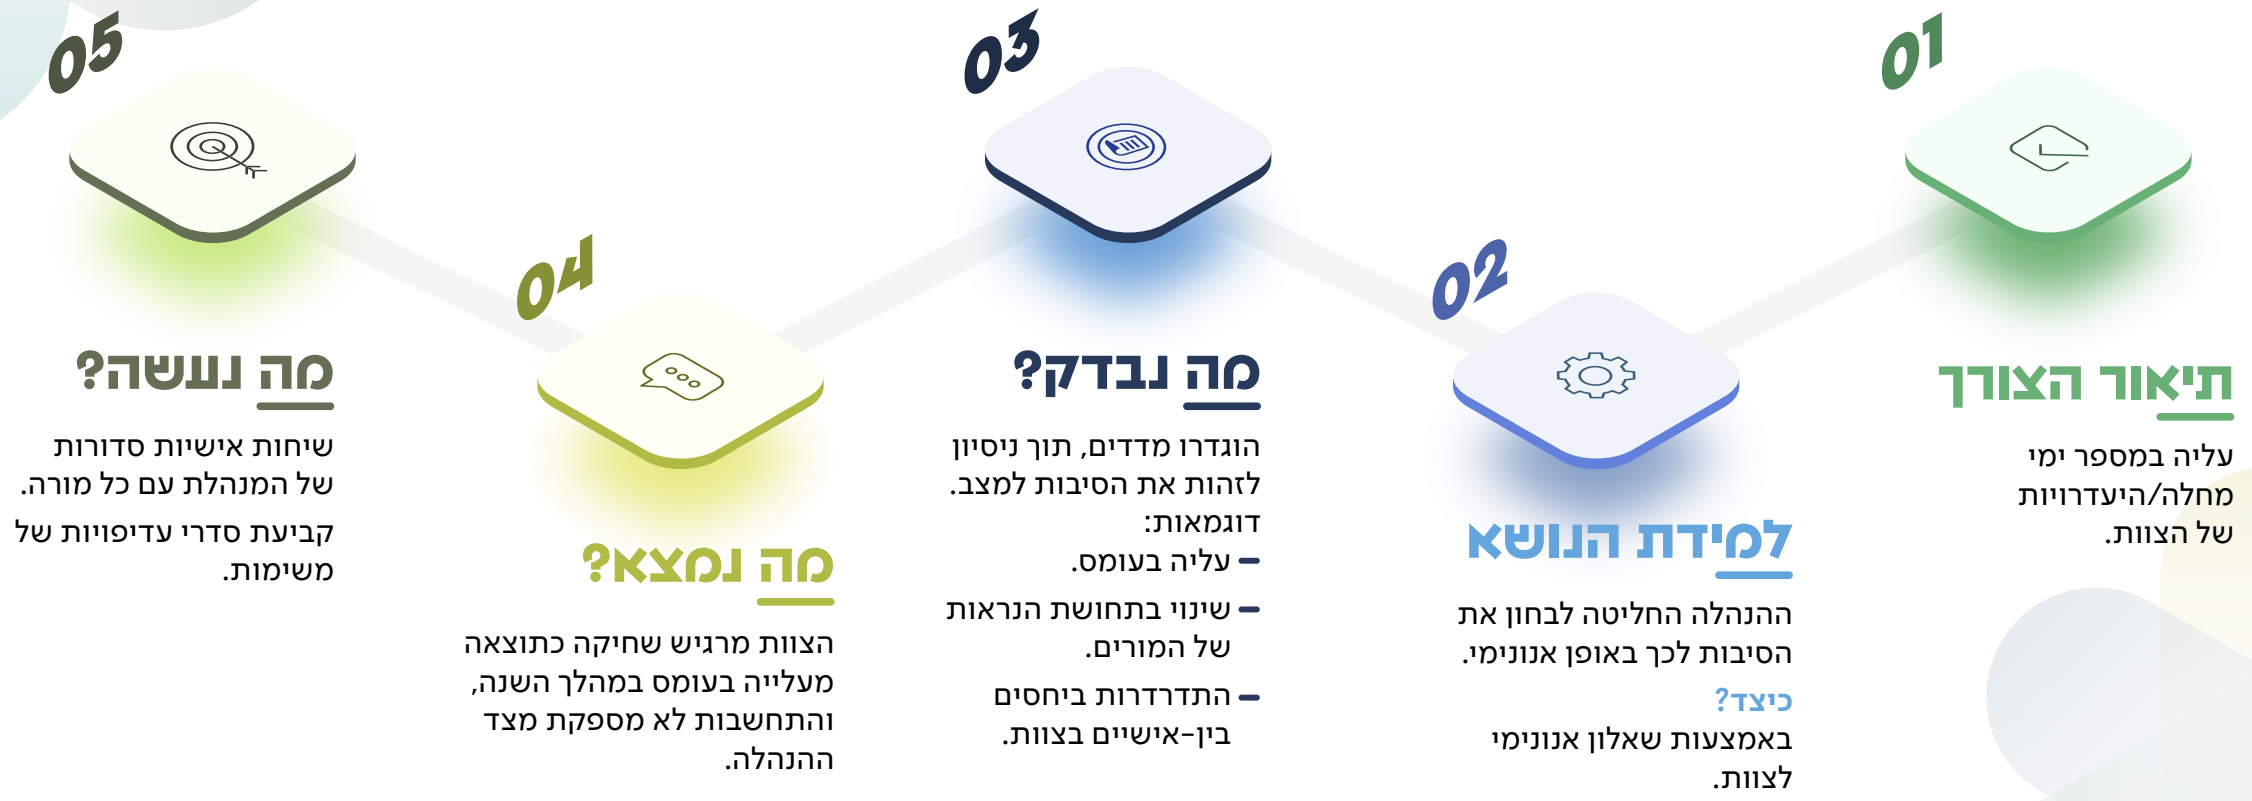 01
תיאור הצורך
עליה במספר ימי
מחלה/היעדרויות
של הצוות.
02
למידת הנושא
ההנהלה החליטה לבחון את
הסיבות לכך באופן אנונימי.
כיצד?
באמצעות שאלון אנונימי
לצוות.
03
מה נבדק?
הוגדרו מדדים, תוך ניסיון
לזהות את הסיבות למצב.
דוגמאות:
– עליה בעומס.
– שינוי בתחושת הנראות
של המורים.
– התדרדרות ביחסים
בין-אישיים בצוות.
04
מה נמצא?
הצוות מרגיש שחיקה כתוצאה
מעלייה בעומס במהלך השנה,
והתחשבות לא מספקת מצד
ההנהלה.
05
מה נעשה?
שיחות אישיות סדורות
של המנהלת עם כל מורה.
קביעת סדרי עדיפויות של
משימות.